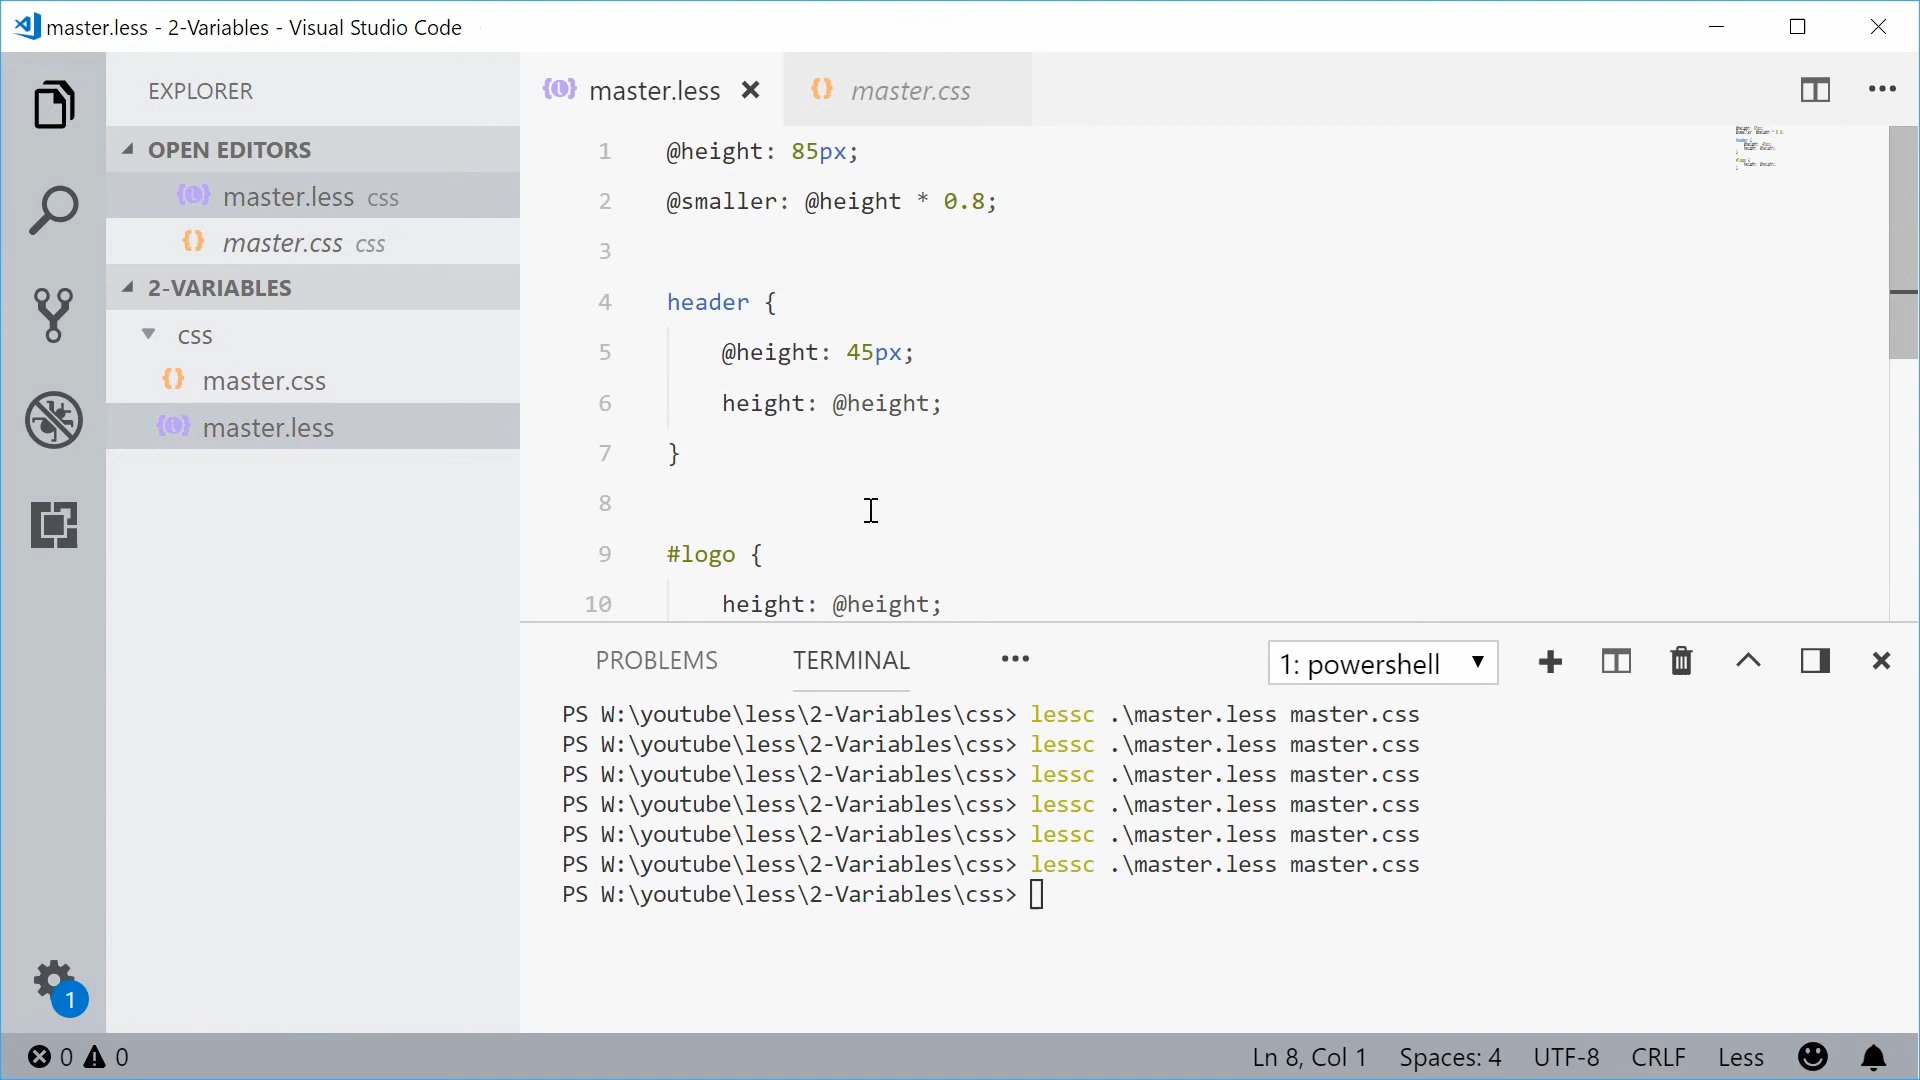 master.less - 2-Variables - Visual Studio Code
EXPLORER
OPEN EDITORS
master.less css
master.css css
2-VARIABLES
css
master.css
master.less
1
master.less
master.css
1 @height: 85px;
2 @smaller: @height * 0.8;
3
4 header {
5 @height: 45px;
6 height: @height;
7 }
8
9 #logo {
10 height: @height;
PROBLEMS TERMINAL 1: powershell
PS W:\youtube\less\2-Variables\css> lessc .\master.less master.css
PS W:\youtube\less\2-Variables\css> lessc .\master.less master.css
PS W:\youtube\less\2-Variables\css> lessc .\master.less master.css
PS W:\youtube\less\2-Variables\css> lessc .\master.less master.css
PS W:\youtube\less\2-Variables\css> lessc .\master.less master.css
PS W:\youtube\less\2-Variables\css> lessc .\master.less master.css
PS W:\youtube\less\2-Variables\css>
0 0 Ln 8, Col 1 Spaces: 4 UTF-8 CRLF Less